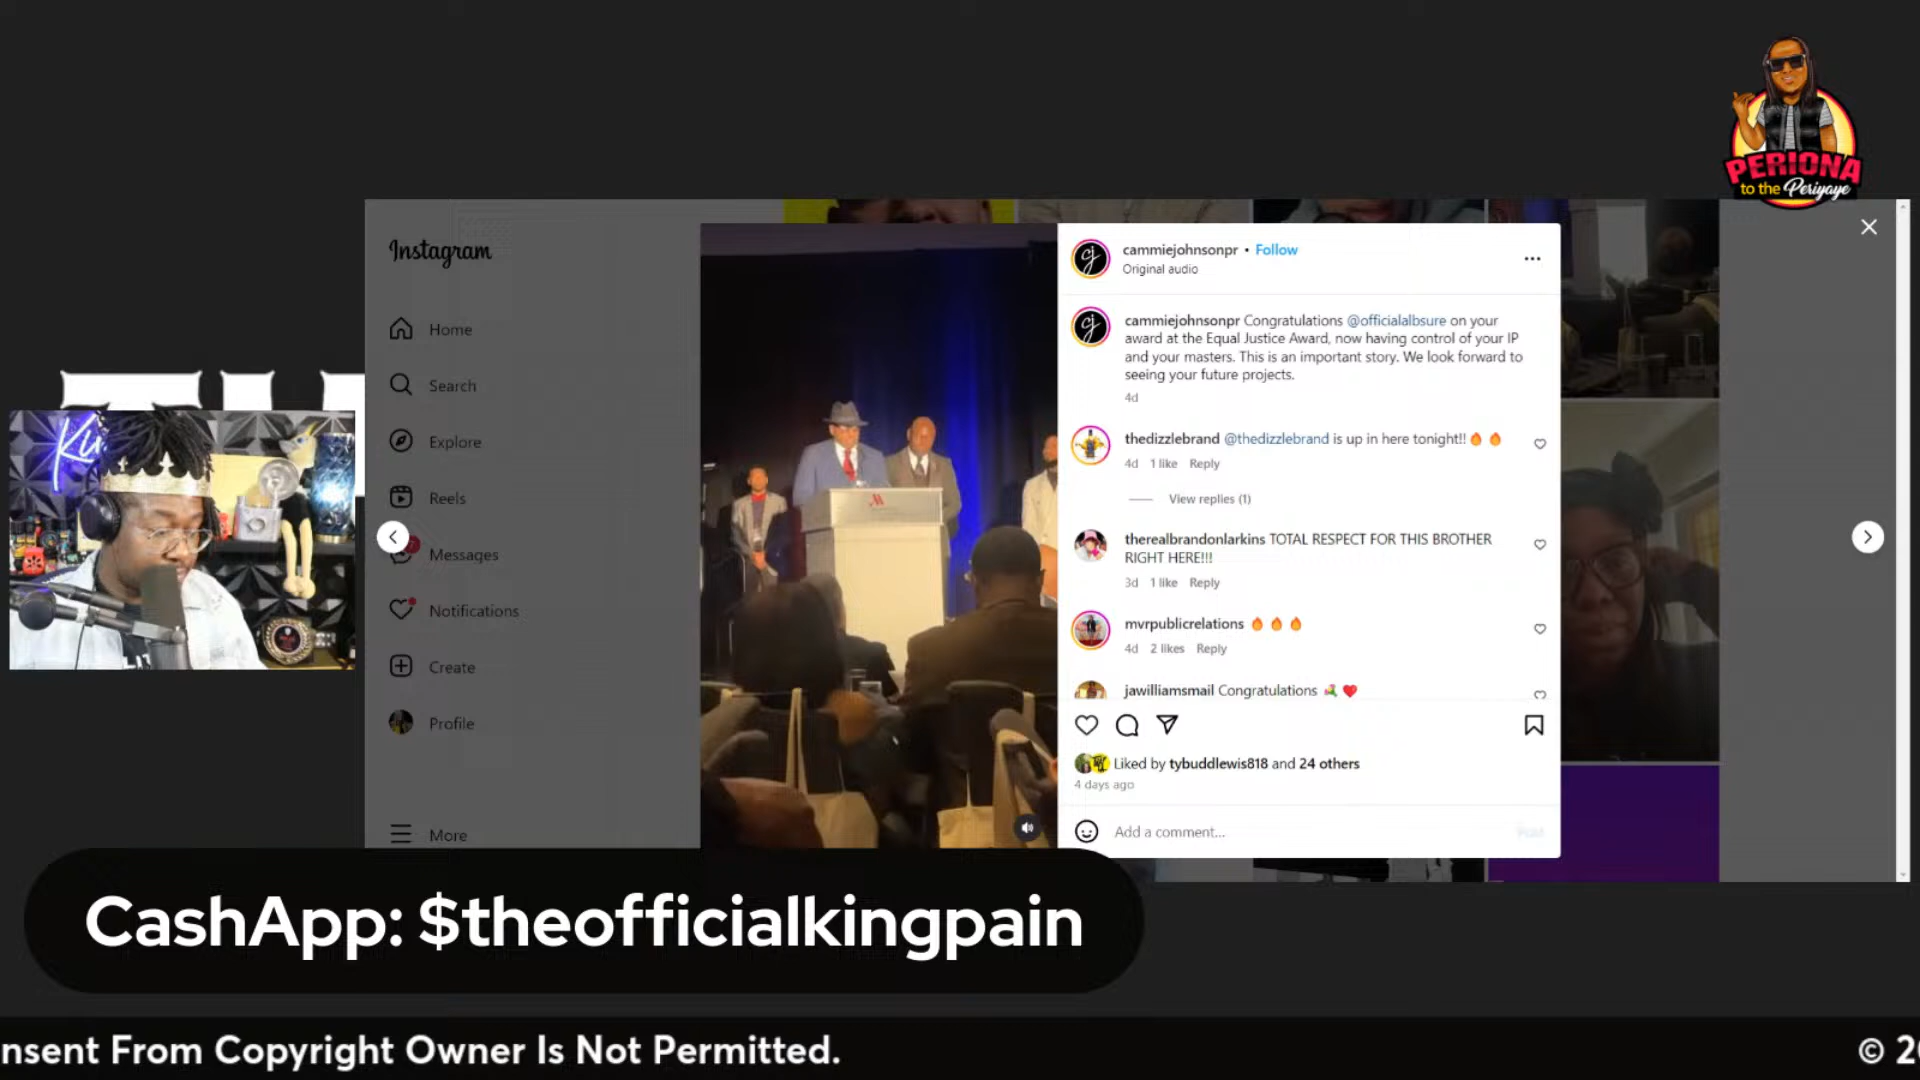 PERIONA
to the Periyaye
Instagram
Home
Search
Explore
Reels
Messages
Notifications
Create
Profile
More
cammiejohnsonpr • Follow
Original audio
cammiejohnsonpr Congratulations @officialalbsure on your
award at the Equal Justice Award, now having control of your IP
and your masters. This is an important story. We look forward to
seeing your future projects.
4d
thedizzlebrand @thedizzlebrand is up in here tonight!! 🔥 🔥
4d 1 like Reply
View replies (1)
therealbrandonlarkins TOTAL RESPECT FOR THIS BROTHER
RIGHT HERE!!!
3d 1 like Reply
mvrpublicrelations 🔥 🔥 🔥
4d 2 likes Reply
jawilliamsmail Congratulations 💐 ❤️
Liked by tybuddlewis818 and 24 others
4 days ago
Add a comment...
Post
CashApp: $theofficialkingpain
nsent From Copyright Owner Is Not Permitted.
© 20